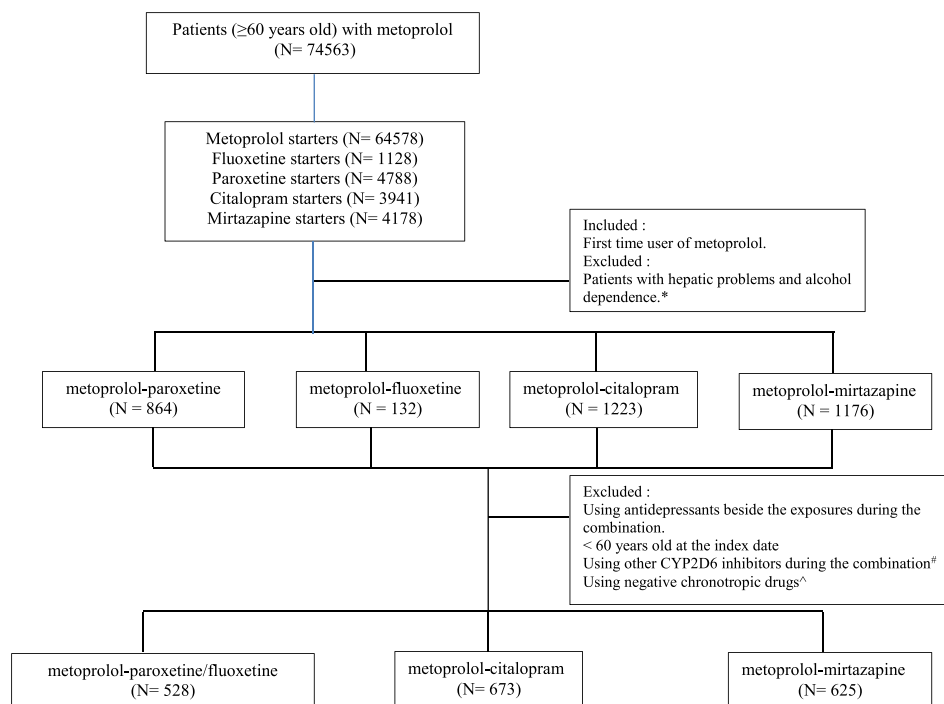 Patients (≥60 years old) with metoprolol
(N= 74563)
Metoprolol starters (N= 64578)
Fluoxetine starters (N= 1128)
Paroxetine starters (N= 4788)
Citalopram starters (N= 3941)
Mirtazapine starters (N= 4178)
Included :
First time user of metoprolol.
Excluded :
Patients with hepatic problems and alcohol
dependence.*
metoprolol-paroxetine
(N = 864)
metoprolol-fluoxetine
(N = 132)
metoprolol-citalopram
(N = 1223)
metoprolol-mirtazapine
(N = 1176)
Excluded :
Using antidepressants beside the exposures during the
combination.
< 60 years old at the index date
Using other CYP2D6 inhibitors during the combination#
Using negative chronotropic drugs^
metoprolol-paroxetine/fluoxetine
(N= 528)
metoprolol-citalopram
(N= 673)
metoprolol-mirtazapine
(N= 625)